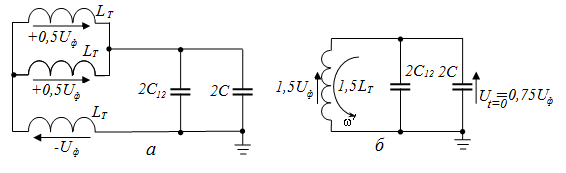 L_T
+0,5U_ф
L_T
+0,5U_ф
L_T
-U_ф
2C_12
2C
а
1,5U_ф
1,5L_T
ω'
2C_12 2C
U_t=0=0,75U_ф
б